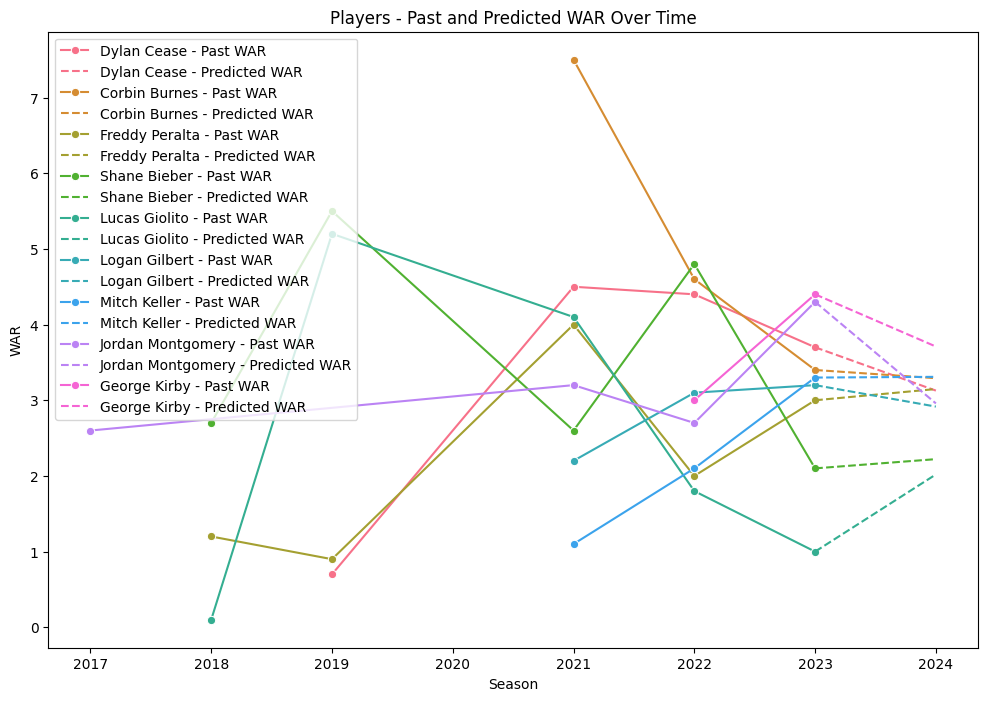 Players - Past and Predicted WAR Over Time
Dylan Cease - Past WAR
Dylan Cease - Predicted WAR
Corbin Burnes - Past WAR
Corbin Burnes - Predicted WAR
Freddy Peralta - Past WAR
Freddy Peralta - Predicted WAR
Shane Bieber - Past WAR
Shane Bieber - Predicted WAR
Lucas Giolito - Past WAR
Lucas Giolito - Predicted WAR
Logan Gilbert - Past WAR
Logan Gilbert - Predicted WAR
Mitch Keller - Past WAR
Mitch Keller - Predicted WAR
Jordan Montgomery - Past WAR
Jordan Montgomery - Predicted WAR
George Kirby - Past WAR
George Kirby - Predicted WAR
WAR
7
6
5
4
3
2
1
0
2017 2018 2019 2020 2021 2022 2023 2024
Season